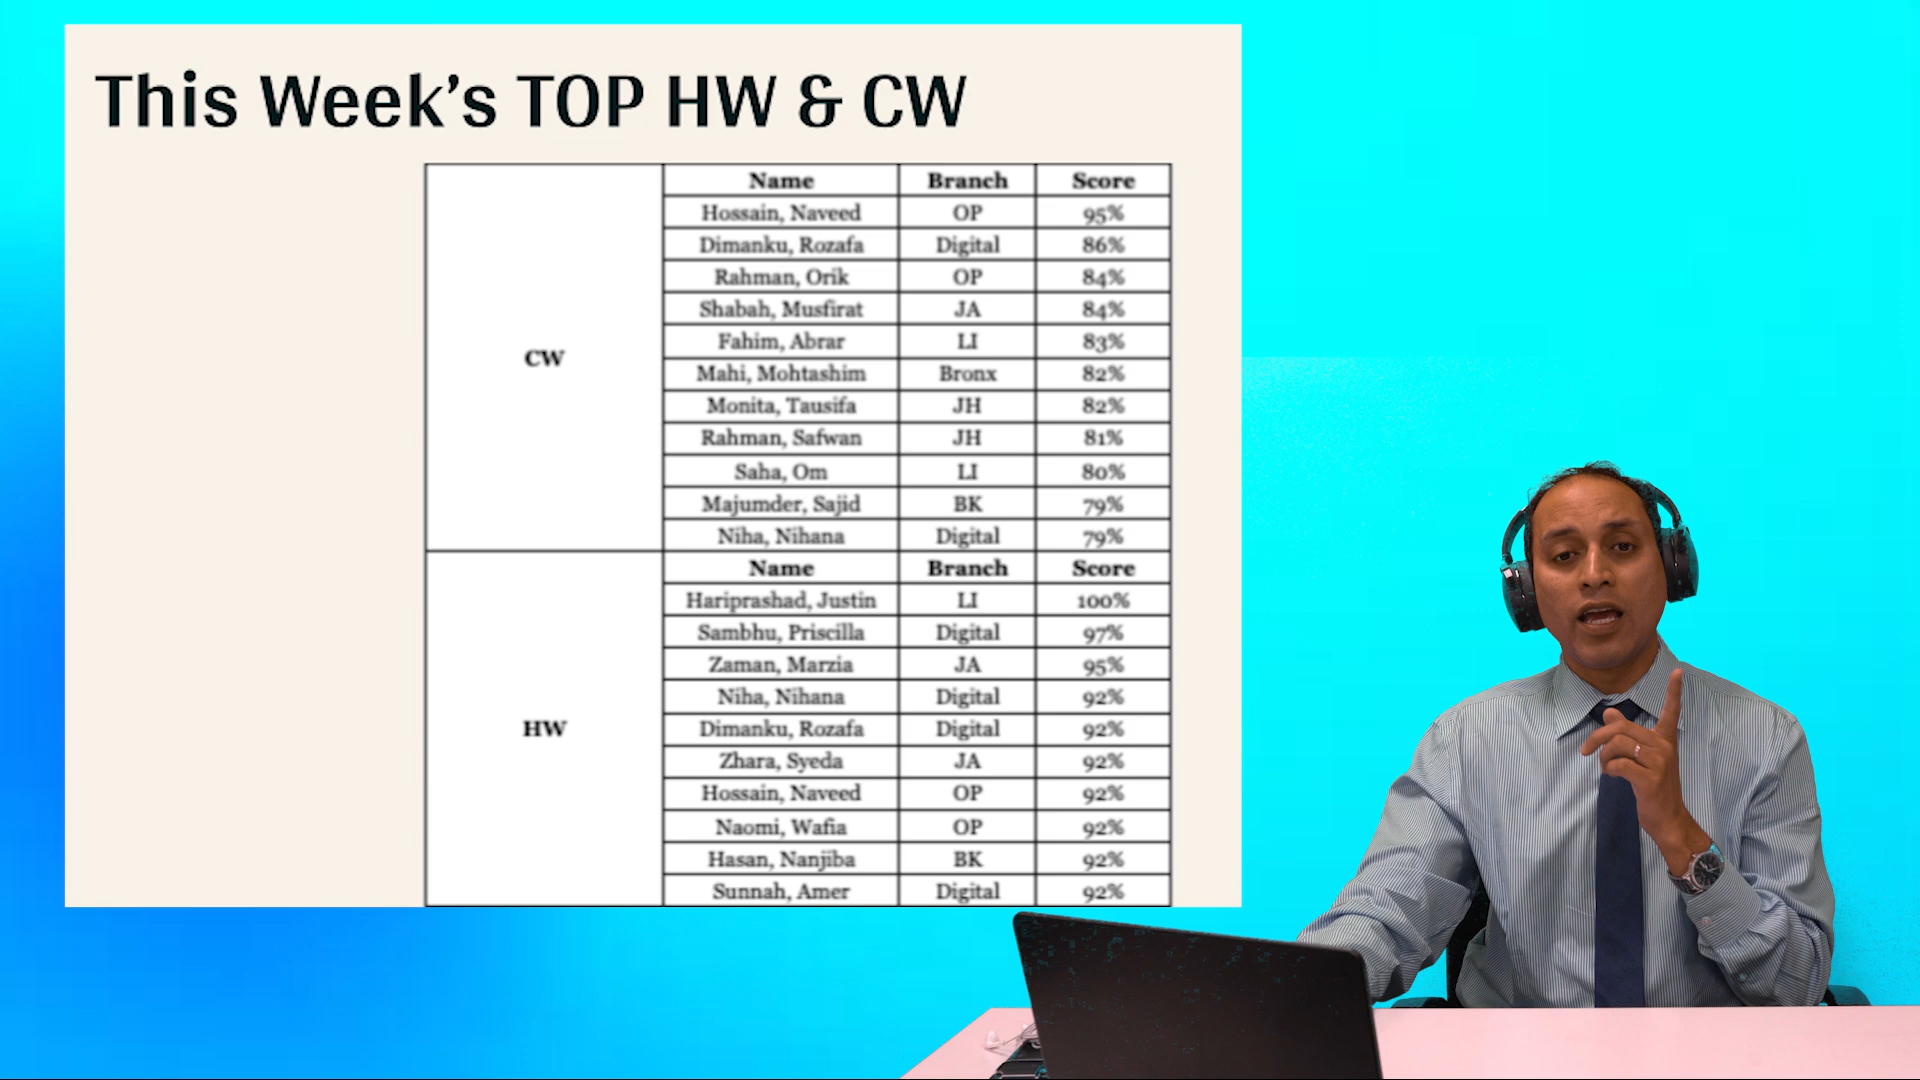 This Week's TOP HW & CW
CW
Name Branch Score
Hossain, Naveed OP 95%
Dimanku, Rozafa Digital 86%
Rahman, Orik OP 84%
Shabah, Musfirat JA 84%
Fahim, Abrar LI 83%
Mahi, Mohtashim Bronx 82%
Monita, Tausifa JH 82%
Rahman, Safwan JH 81%
Saha, Om LI 80%
Majumder, Sajid BK 79%
Niha, Nihana Digital 79%
HW
Name Branch Score
Hariprashad, Justin LI 100%
Sambhu, Priscilla Digital 97%
Zaman, Marzia JA 95%
Niha, Nihana Digital 92%
Dimanku, Rozafa Digital 92%
Zhara, Syeda JA 92%
Hossain, Naveed OP 92%
Naomi, Wafia OP 92%
Hasan, Nanjiba BK 92%
Sunnah, Amer Digital 92%